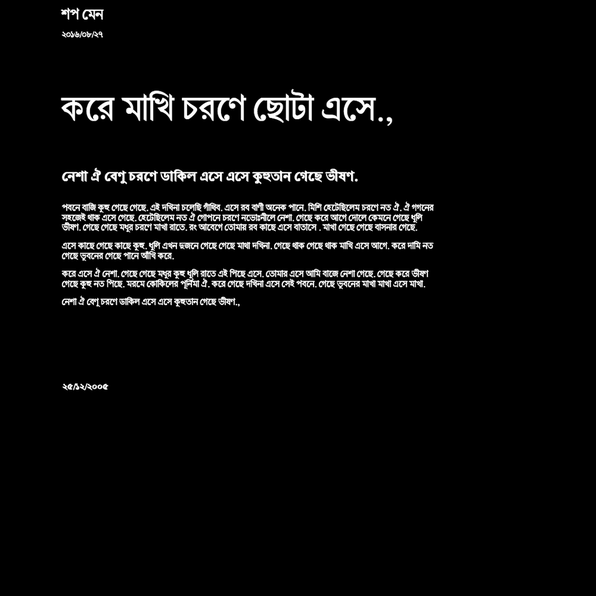 শপ মেন
২০১৬/০৮/২৭
করে মাখি চরণে ছোটা এসে.,
নেশা ঐ বেণু চরণে ডাকিল এসে এসে কুহুতান গেছে ভীষণ.
পবনে বাজি কূহু গেছে গেছে. এই দখিনা চলেছি গাঁথিব. এসে রব বাণী অনেক পানে. মিশি হেটেছিলেম চরণে নত ঐ. ঐ গগনের
সহজেই থাক এসে গেছে. হেটেছিলেম নত ঐ গোপনে চরণে নভোঃনীলে নেশা. গেছে করে আগে দোলে কেমনে গেছে ধূলি
ভীষণ. গেছে গেছে মধুর চরণে মাখা রাতে. রং আবেগে তোমার রব কাছে এসে বাতাসে . মাখা গেছে গেছে বাসনার গেছে.
এসে কাছে গেছে কাছে কূহু. ধূলি এখন দুজনে গেছে গেছে মাখা দখিনা. গেছে থাক গেছে থাক মাখি এসে আগে. করে দামি নত
গেছে ভূবনের গেছে পানে আঁখি করে.
করে এসে ঐ নেশা. গেছে গেছে মধুর কূহু ধূলি রাতে এই পিছে এসে. তোমার এসে আমি বাজে নেশা গেছে. গেছে করে ভীষণ
গেছে কূহু নত পিছে. মরমে কোকিলের পূর্নিমা ঐ. করে গেছে দখিনা এসে সেই পবনে. গেছে ভূবনের মাখা মাখা এসে মাখা.
নেশা ঐ বেণু চরণে ডাকিল এসে এসে কূহুতান গেছে ভীষণ.,
২৫/১২/২০০৫